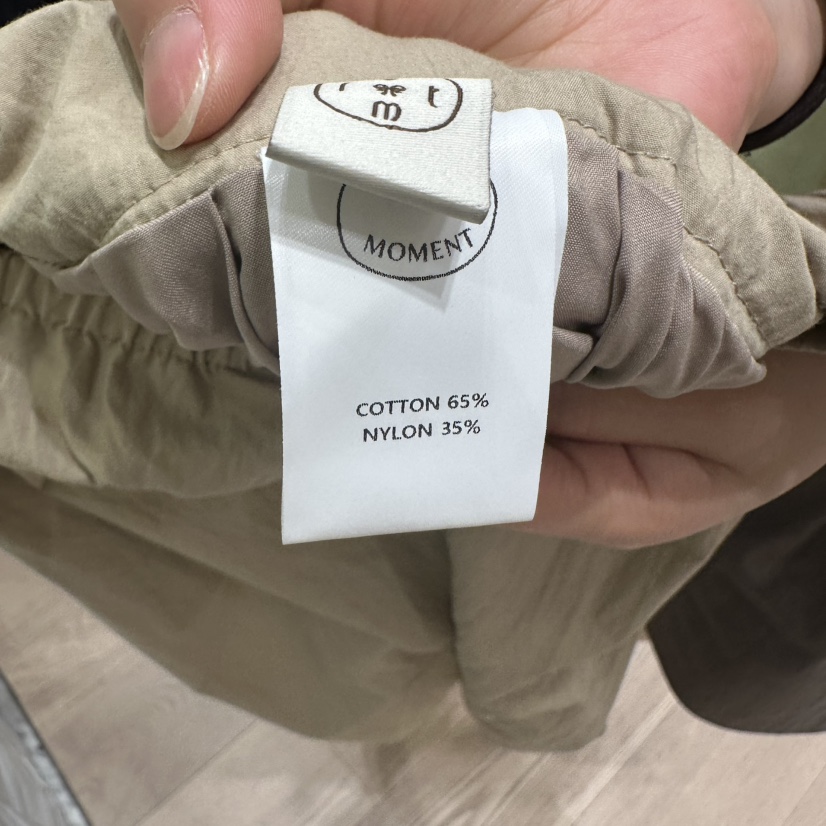 t
m
MOMENT
COTTON 65%
NYLON 35%